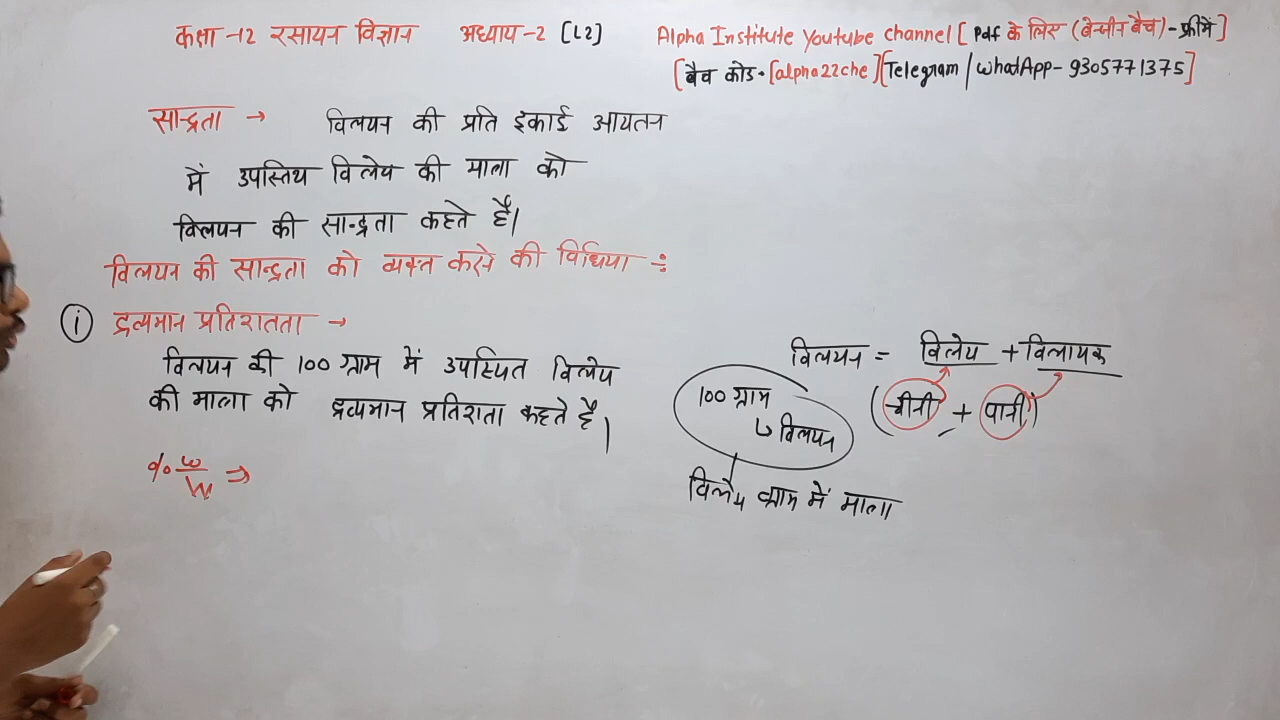 कक्षा -12 रसायन विज्ञान अध्याय-2 [L2]
Alpha Institute Youtube channel [Pdf के लिए (बेन्जीन बैच)-फ्री में]
[बैच कोड-[alpha22che][Telegram/WhatApp-9305771375]
सान्द्रता → विलयन की प्रति इकाई आयतन
में उपस्तिथ विलेय की मात्रा को
विलयन की सान्द्रता कहते हैं।
विलयन की सान्द्रता को व्यक्त करने की विधिया ÷
(i) द्रव्यमान प्रतिशतता →
विलयन की 100 ग्राम में उपस्थित विलेय
की मात्रा को द्रव्यमान प्रतिशता कहते है।
% w/W ⇒
विलयन = विलेय + विलायक
(चीनी + पानी)
100 ग्राम
↳ विलयन
विलेय ग्राम में मात्रा